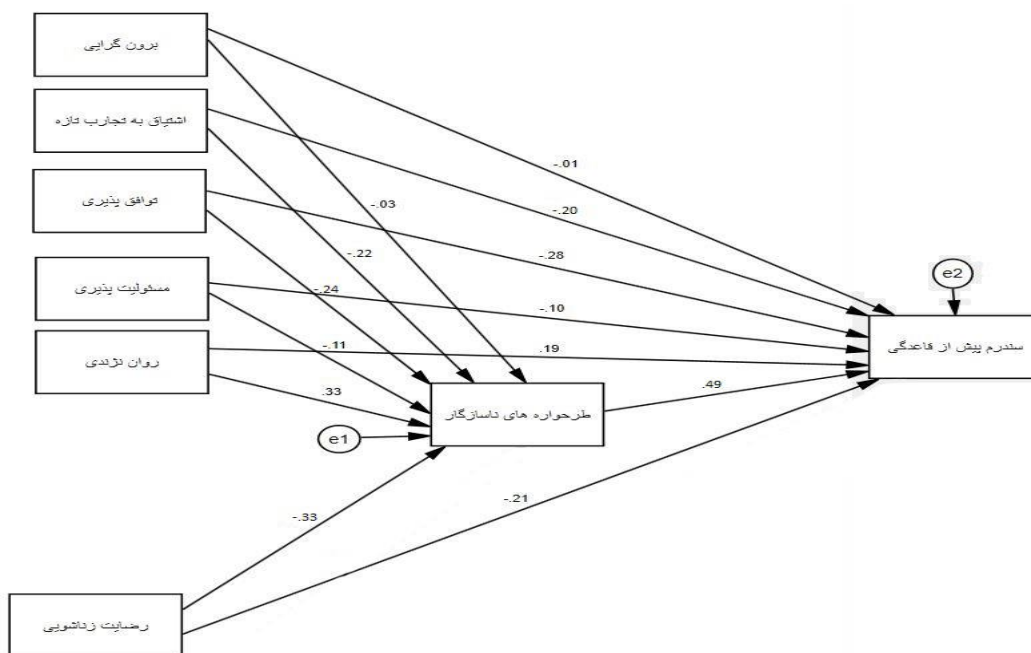 برون گرایی
اشتیاق به تجارب تازه
توافق پذیری
مسئولیت پذیری
روان نژندی
رضایت زناشویی
طرحواره های ناسازگار
سندرم پیش از قاعدگی
e1
e2
-.01
-.03
-.20
-.22
-.28
-.24
-.10
-.11
.19
.33
.49
-.33
-.21